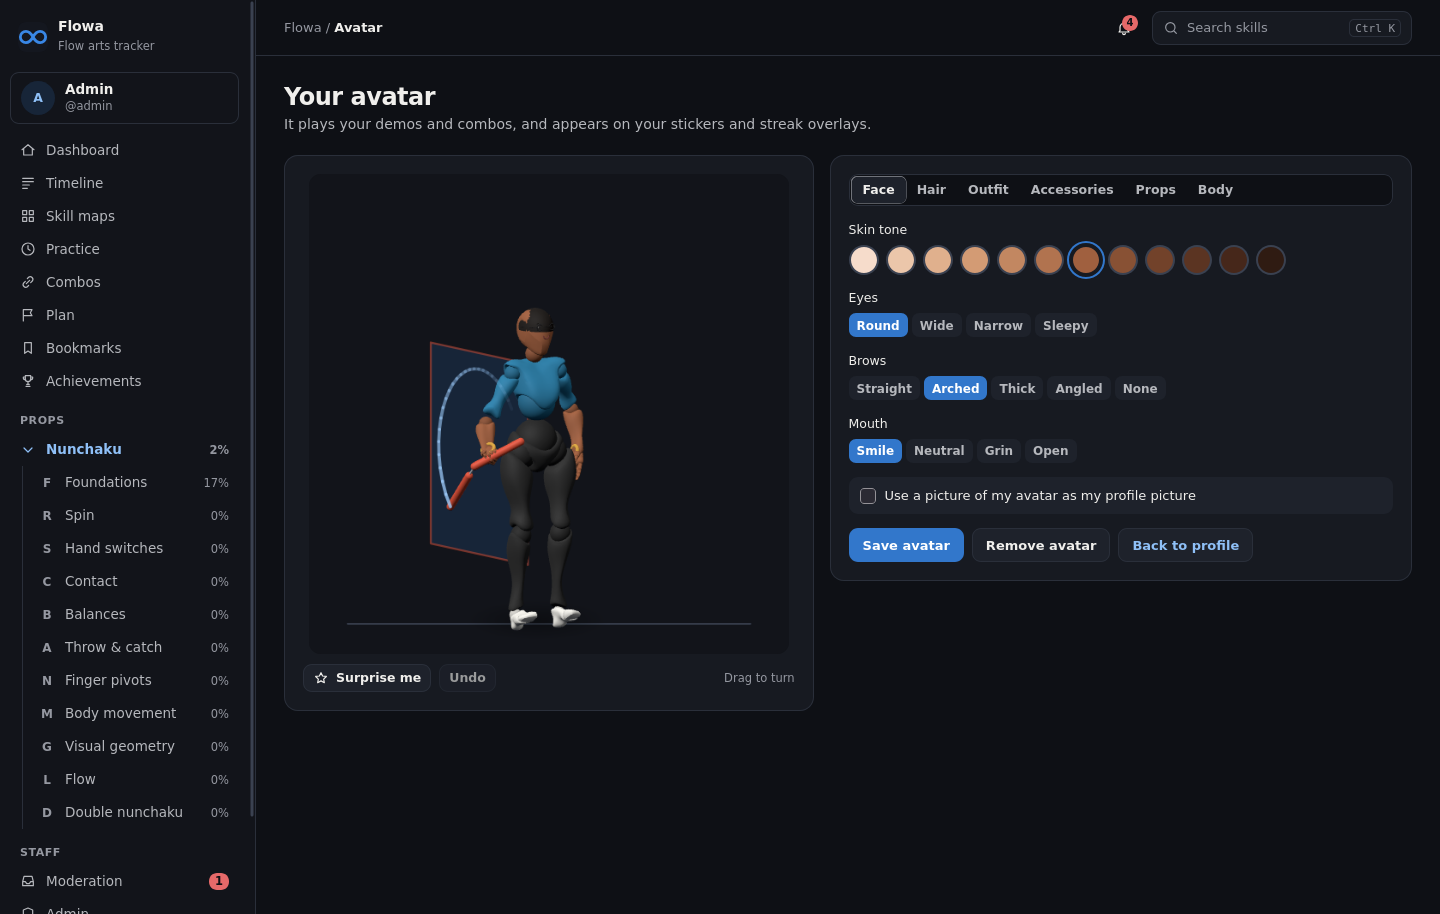 Flowa
Flow arts tracker
A
Admin
@admin
Dashboard
Timeline
Skill maps
Practice
Combos
Plan
Bookmarks
Achievements
PROPS
Nunchaku 2%
F Foundations 17%
R Spin 0%
S Hand switches 0%
C Contact 0%
B Balances 0%
A Throw & catch 0%
N Finger pivots 0%
M Body movement 0%
G Visual geometry 0%
L Flow 0%
D Double nunchaku 0%
STAFF
Moderation 1
Admin
Flowa / Avatar
4
Search skills Ctrl K
Your avatar
It plays your demos and combos, and appears on your stickers and streak overlays.
Surprise me Undo Drag to turn
Face Hair Outfit Accessories Props Body
Skin tone
Eyes
Round Wide Narrow Sleepy
Brows
Straight Arched Thick Angled None
Mouth
Smile Neutral Grin Open
Use a picture of my avatar as my profile picture
Save avatar Remove avatar Back to profile